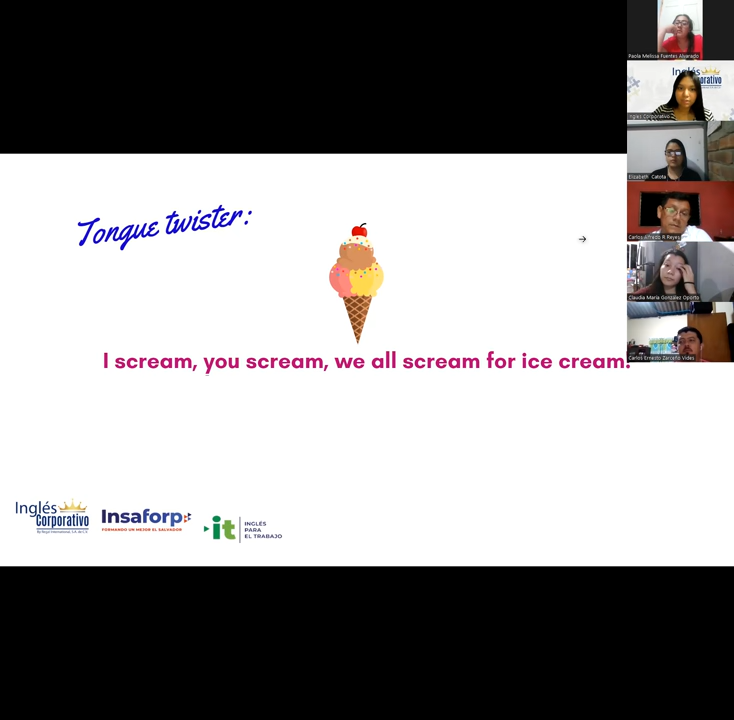 Tongue twister:
I scream, you scream, we all scream for ice cream!
Inglés
Corporativo
Insaforp
FORMANDO UN MEJOR EL SALVADOR
it
INGLÉS
PARA
EL TRABAJO
Paola Melissa Fuentes Alvarado
Inglés Corporativo
Elizabeth Catota
Carlos Alfredo R Reyes
Claudia María González Oporto
Carlos Ernesto Zarceño Vides